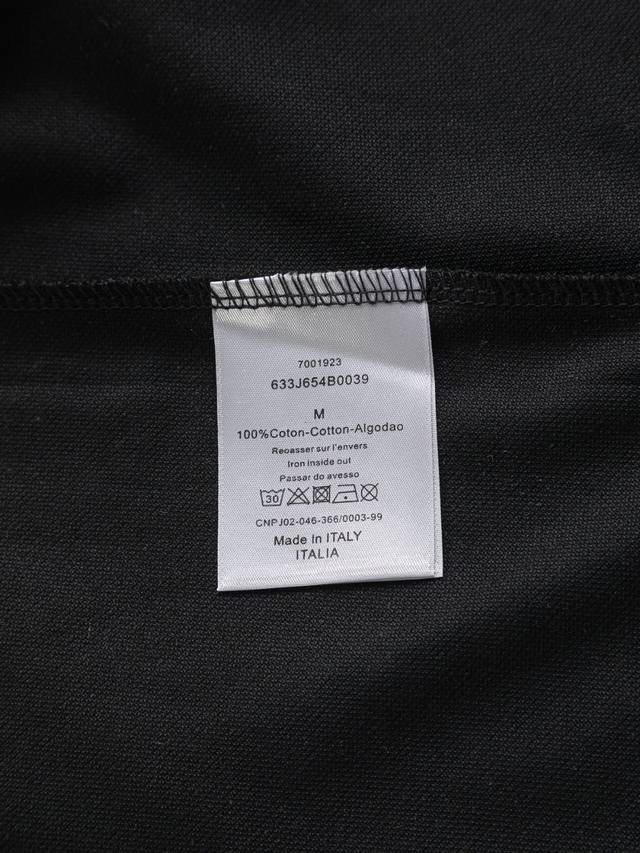 7001923
633J654B0039
M
100%Coton-Cotton-Algodao
Reoasser sur l'envers
Iron inside out
Passar do avesso
30
CNPJ02-046-366/0003-99
Made In ITALY
ITALIA